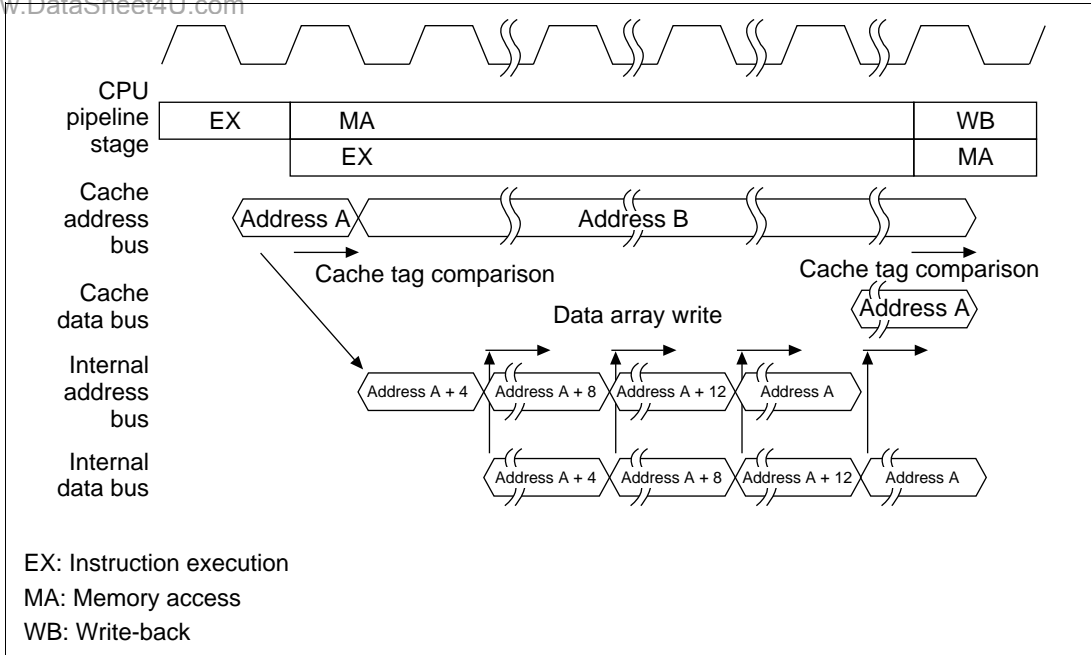 w.DataSheet4U.com
CPU
pipeline
stage
EX MA WB
EX MA
Cache
address
bus
Address A Address B
Cache tag comparison Cache tag comparison
Cache
data bus
Address A
Data array write
Internal
address
bus
Address A + 4 Address A + 8 Address A + 12 Address A
Internal
data bus
Address A + 4 Address A + 8 Address A + 12 Address A
EX: Instruction execution
MA: Memory access
WB: Write-back